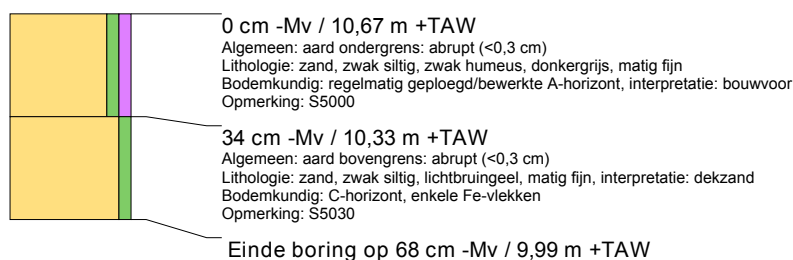 0 cm -Mv / 10,67 m +TAW
Algemeen: aard ondergrens: abrupt (<0,3 cm)
Lithologie: zand, zwak siltig, zwak humeus, donkergrijs, matig fijn
Bodemkundig: regelmatig geploegd/bewerkte A-horizont, interpretatie: bouwvoor
Opmerking: S5000
34 cm -Mv / 10,33 m +TAW
Algemeen: aard bovengrens: abrupt (<0,3 cm)
Lithologie: zand, zwak siltig, lichtbruingeel, matig fijn, interpretatie: dekzand
Bodemkundig: C-horizont, enkele Fe-vlekken
Opmerking: S5030
Einde boring op 68 cm -Mv / 9,99 m +TAW